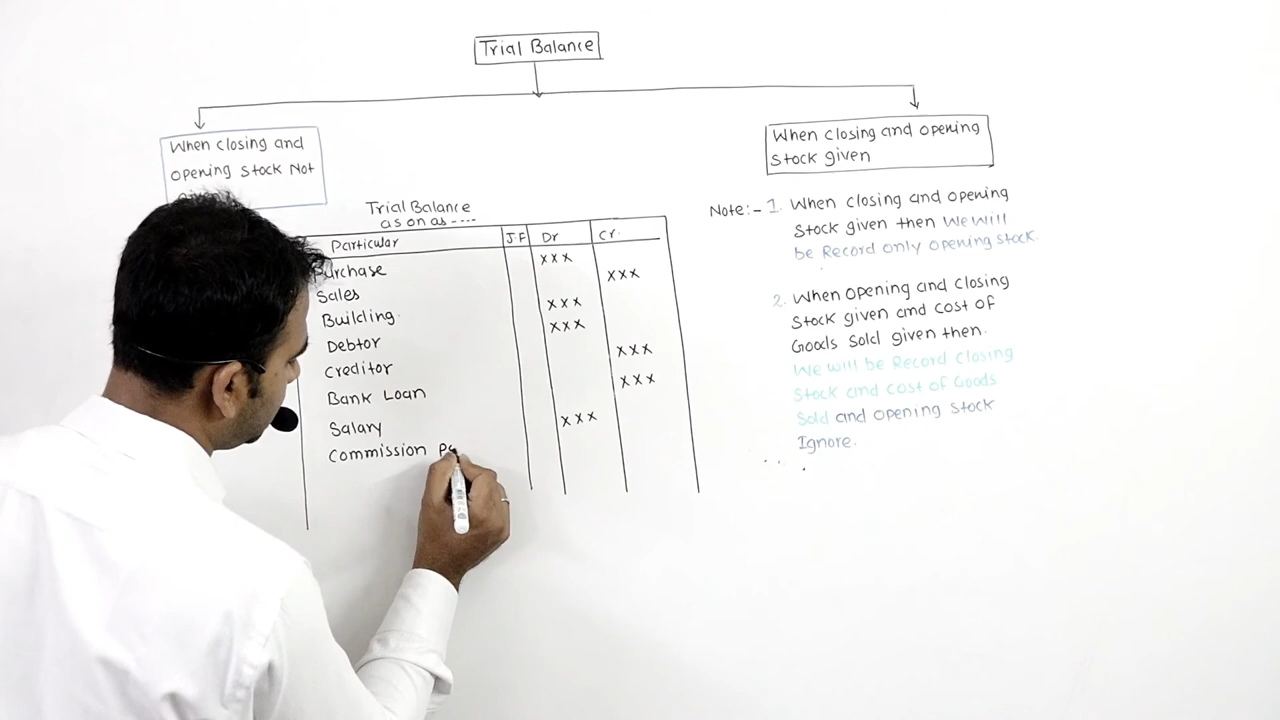 Trial Balance
When closing and
opening stock Not
When closing and opening
stock given
Trial Balance
as on as ----
Particular J.F Dr Cr.
Purchase xxx
Sales xxx
Building. xxx
Debtor xxx
Creditor xxx
Bank Loan xxx
Salary xxx
Commission
Note:- 1. When closing and opening
stock given then We will
be Record only opening stock.
2. When opening and closing
stock given and cost of
Goods sold given then.
We will be Record closing
stock and cost of Goods
sold and opening stock
Ignore.